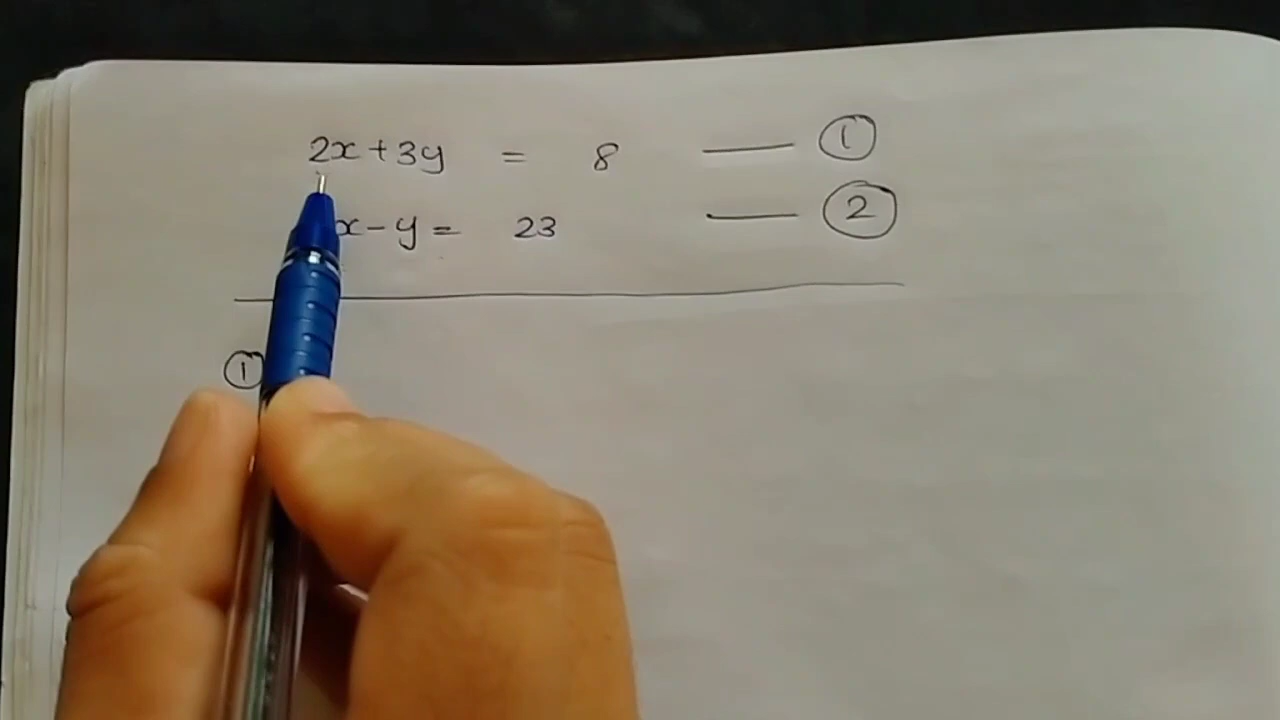 2x + 3y = 8 —— ①
x - y = 23 —— ②
①